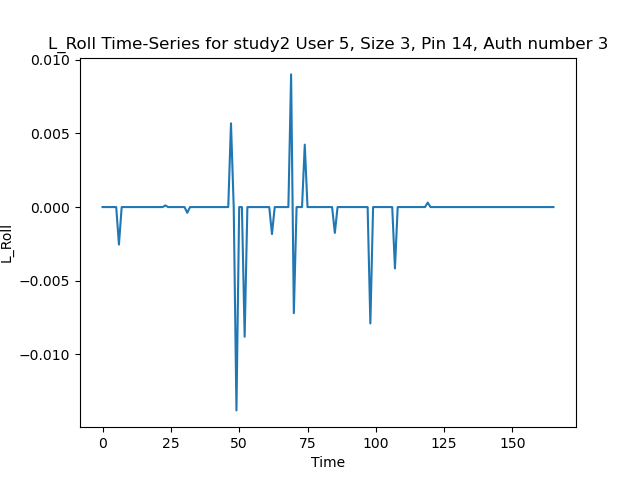 L_Roll Time-Series for study2 User 5, Size 3, Pin 14, Auth number 3
0.010
0.005
0.000
−0.005
−0.010
L_Roll
0 25 50 75 100 125 150
Time